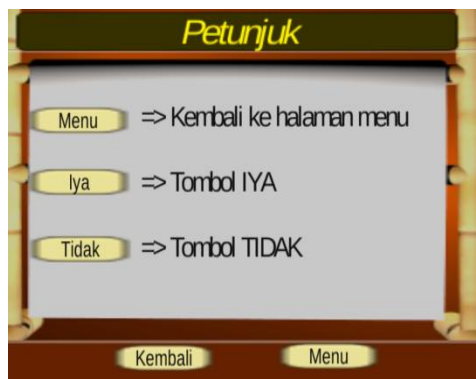 Petunjuk
Menu => Kembali ke halaman menu
Iya => Tombol IYA
Tidak => Tombol TIDAK
Kembali Menu